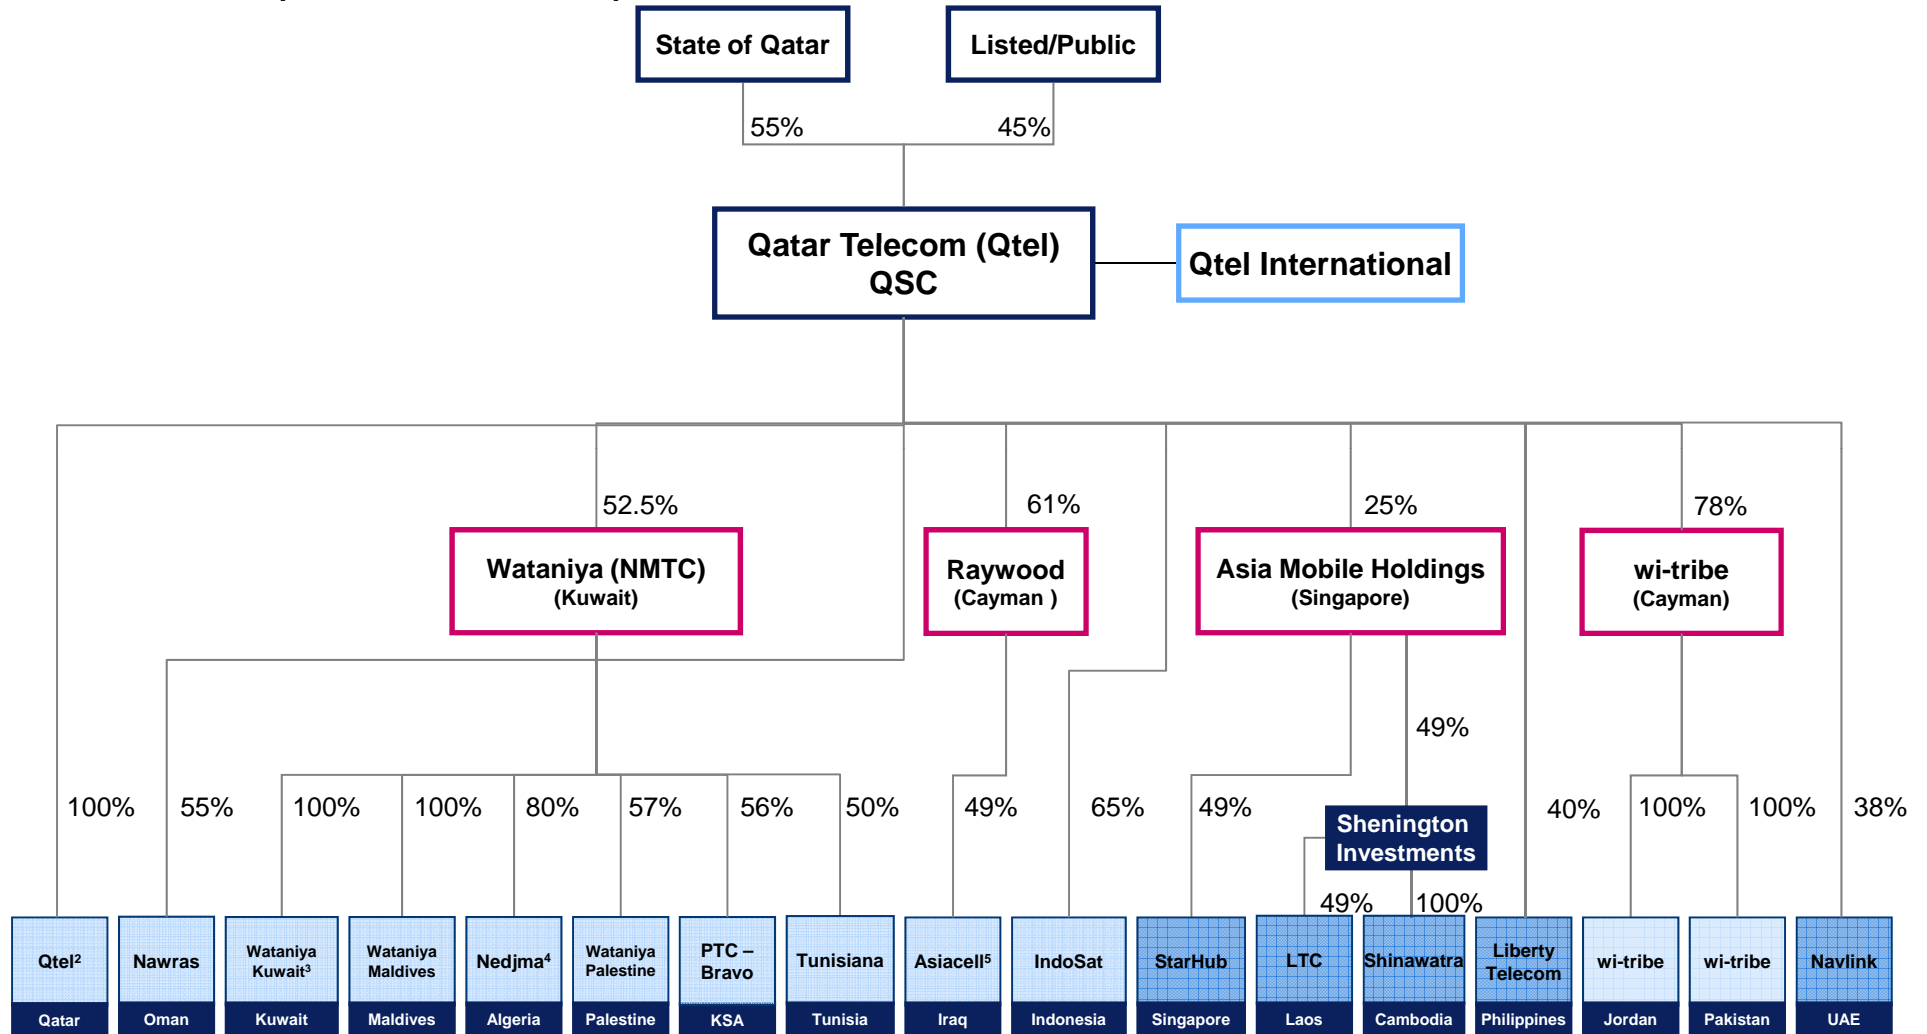 State of Qatar
Listed/Public
55%
45%
Qatar Telecom (Qtel)
QSC
Qtel International
52.5%
61%
25%
78%
Wataniya (NMTC)
(Kuwait)
Raywood
(Cayman )
Asia Mobile Holdings
(Singapore)
wi-tribe
(Cayman)
49%
100%
55%
100%
100%
80%
57%
56%
50%
49%
65%
49%
40%
100%
100%
38%
Shenington
Investments
49%
100%
Qtel²
Nawras
Wataniya
Kuwait³
Wataniya
Maldives
Nedjma⁴
Wataniya
Palestine
PTC –
Bravo
Tunisiana
Asiacell⁵
IndoSat
StarHub
LTC
Shinawatra
Liberty
Telecom
wi-tribe
wi-tribe
Navlink
Qatar
Oman
Kuwait
Maldives
Algeria
Palestine
KSA
Tunisia
Iraq
Indonesia
Singapore
Laos
Cambodia
Philippines
Jordan
Pakistan
UAE